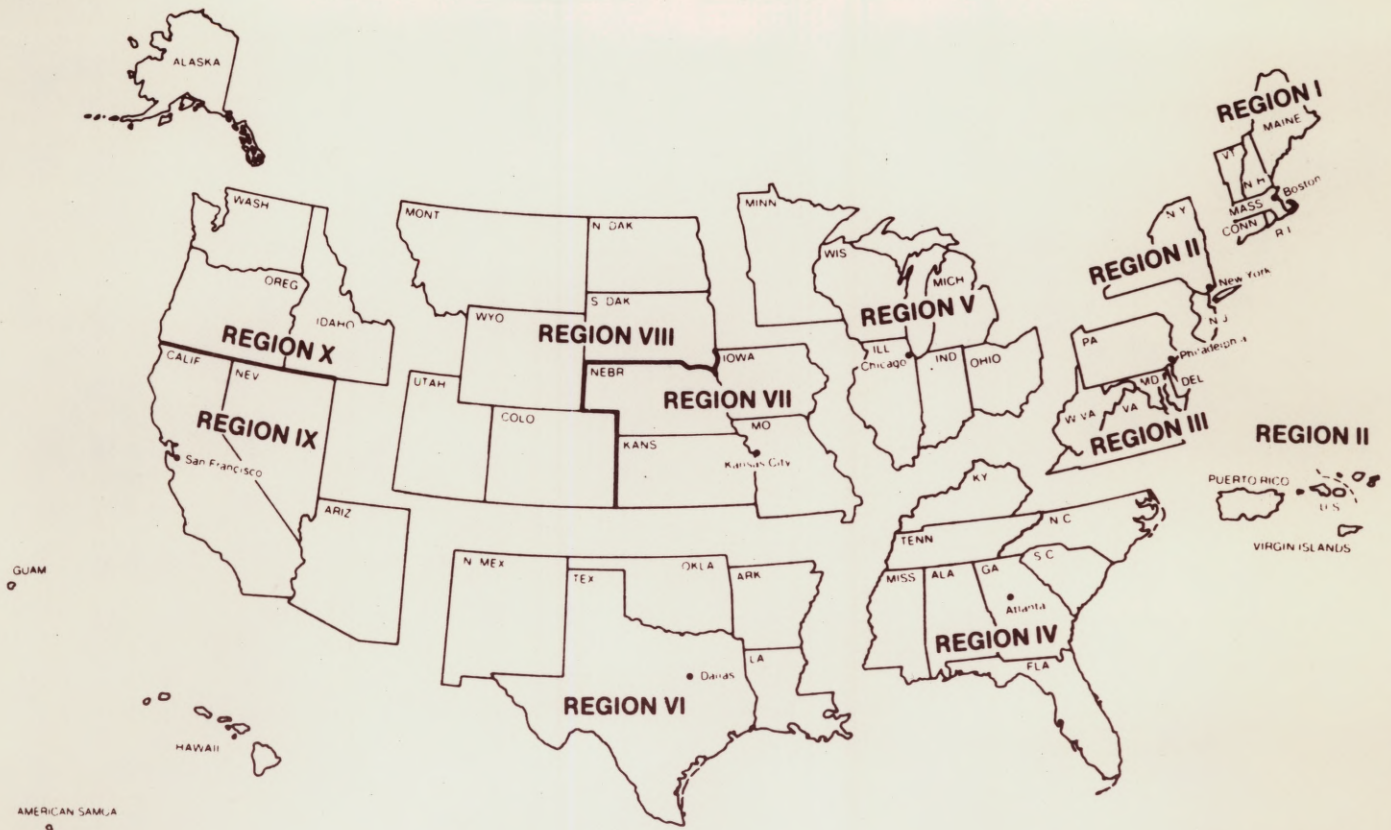 ALASKA
REGION I
MAINE
VT
N H
Boston
MASS
CONN
R I
WASH
MONT
N DAK
MINN
WIS
MICH
N Y
REGION II
New York
N J
OREG
IDAHO
REGION X
WYO
S DAK
REGION VIII
REGION V
PA
Philadelphia
MD
DEL
W VA
VA
REGION III
CALIF
NEV
REGION IX
San Francisco
UTAH
COLO
NEBR
IOWA
REGION VII
KANS
MO
Kansas City
ILL
Chicago
IND
OHIO
REGION II
PUERTO RICO
U S
VIRGIN ISLANDS
KY
TENN
N C
S C
ARIZ
N MEX
TEX
OKLA
ARK
MISS
ALA
GA
Atlanta
REGION IV
FLA
LA
Dallas
REGION VI
GUAM
HAWAII
AMERICAN SAMOA